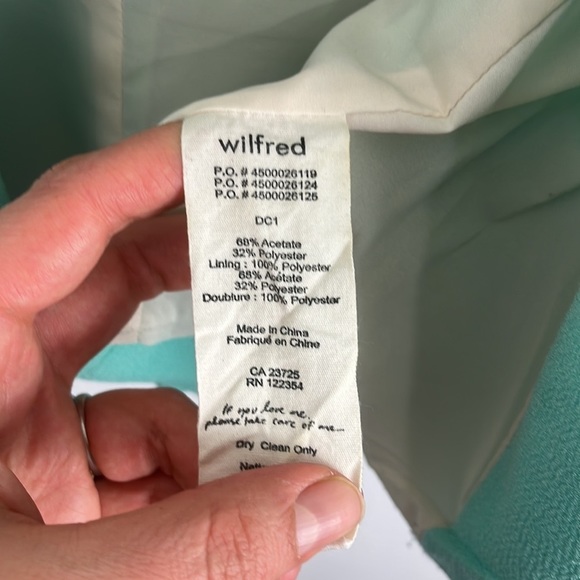 wilfred
P.O. # 4500026119
P.O. # 4500026124
P.O. # 4500026125
DC1
68% Acetate
32% Polyester
Lining : 100% Polyester
68% Acétate
32% Polyester
Doublure : 100% Polyester
Made in China
Fabriqué en Chine
CA 23725
RN 122354
If you love me,
please take care of me...
Dry Clean Only